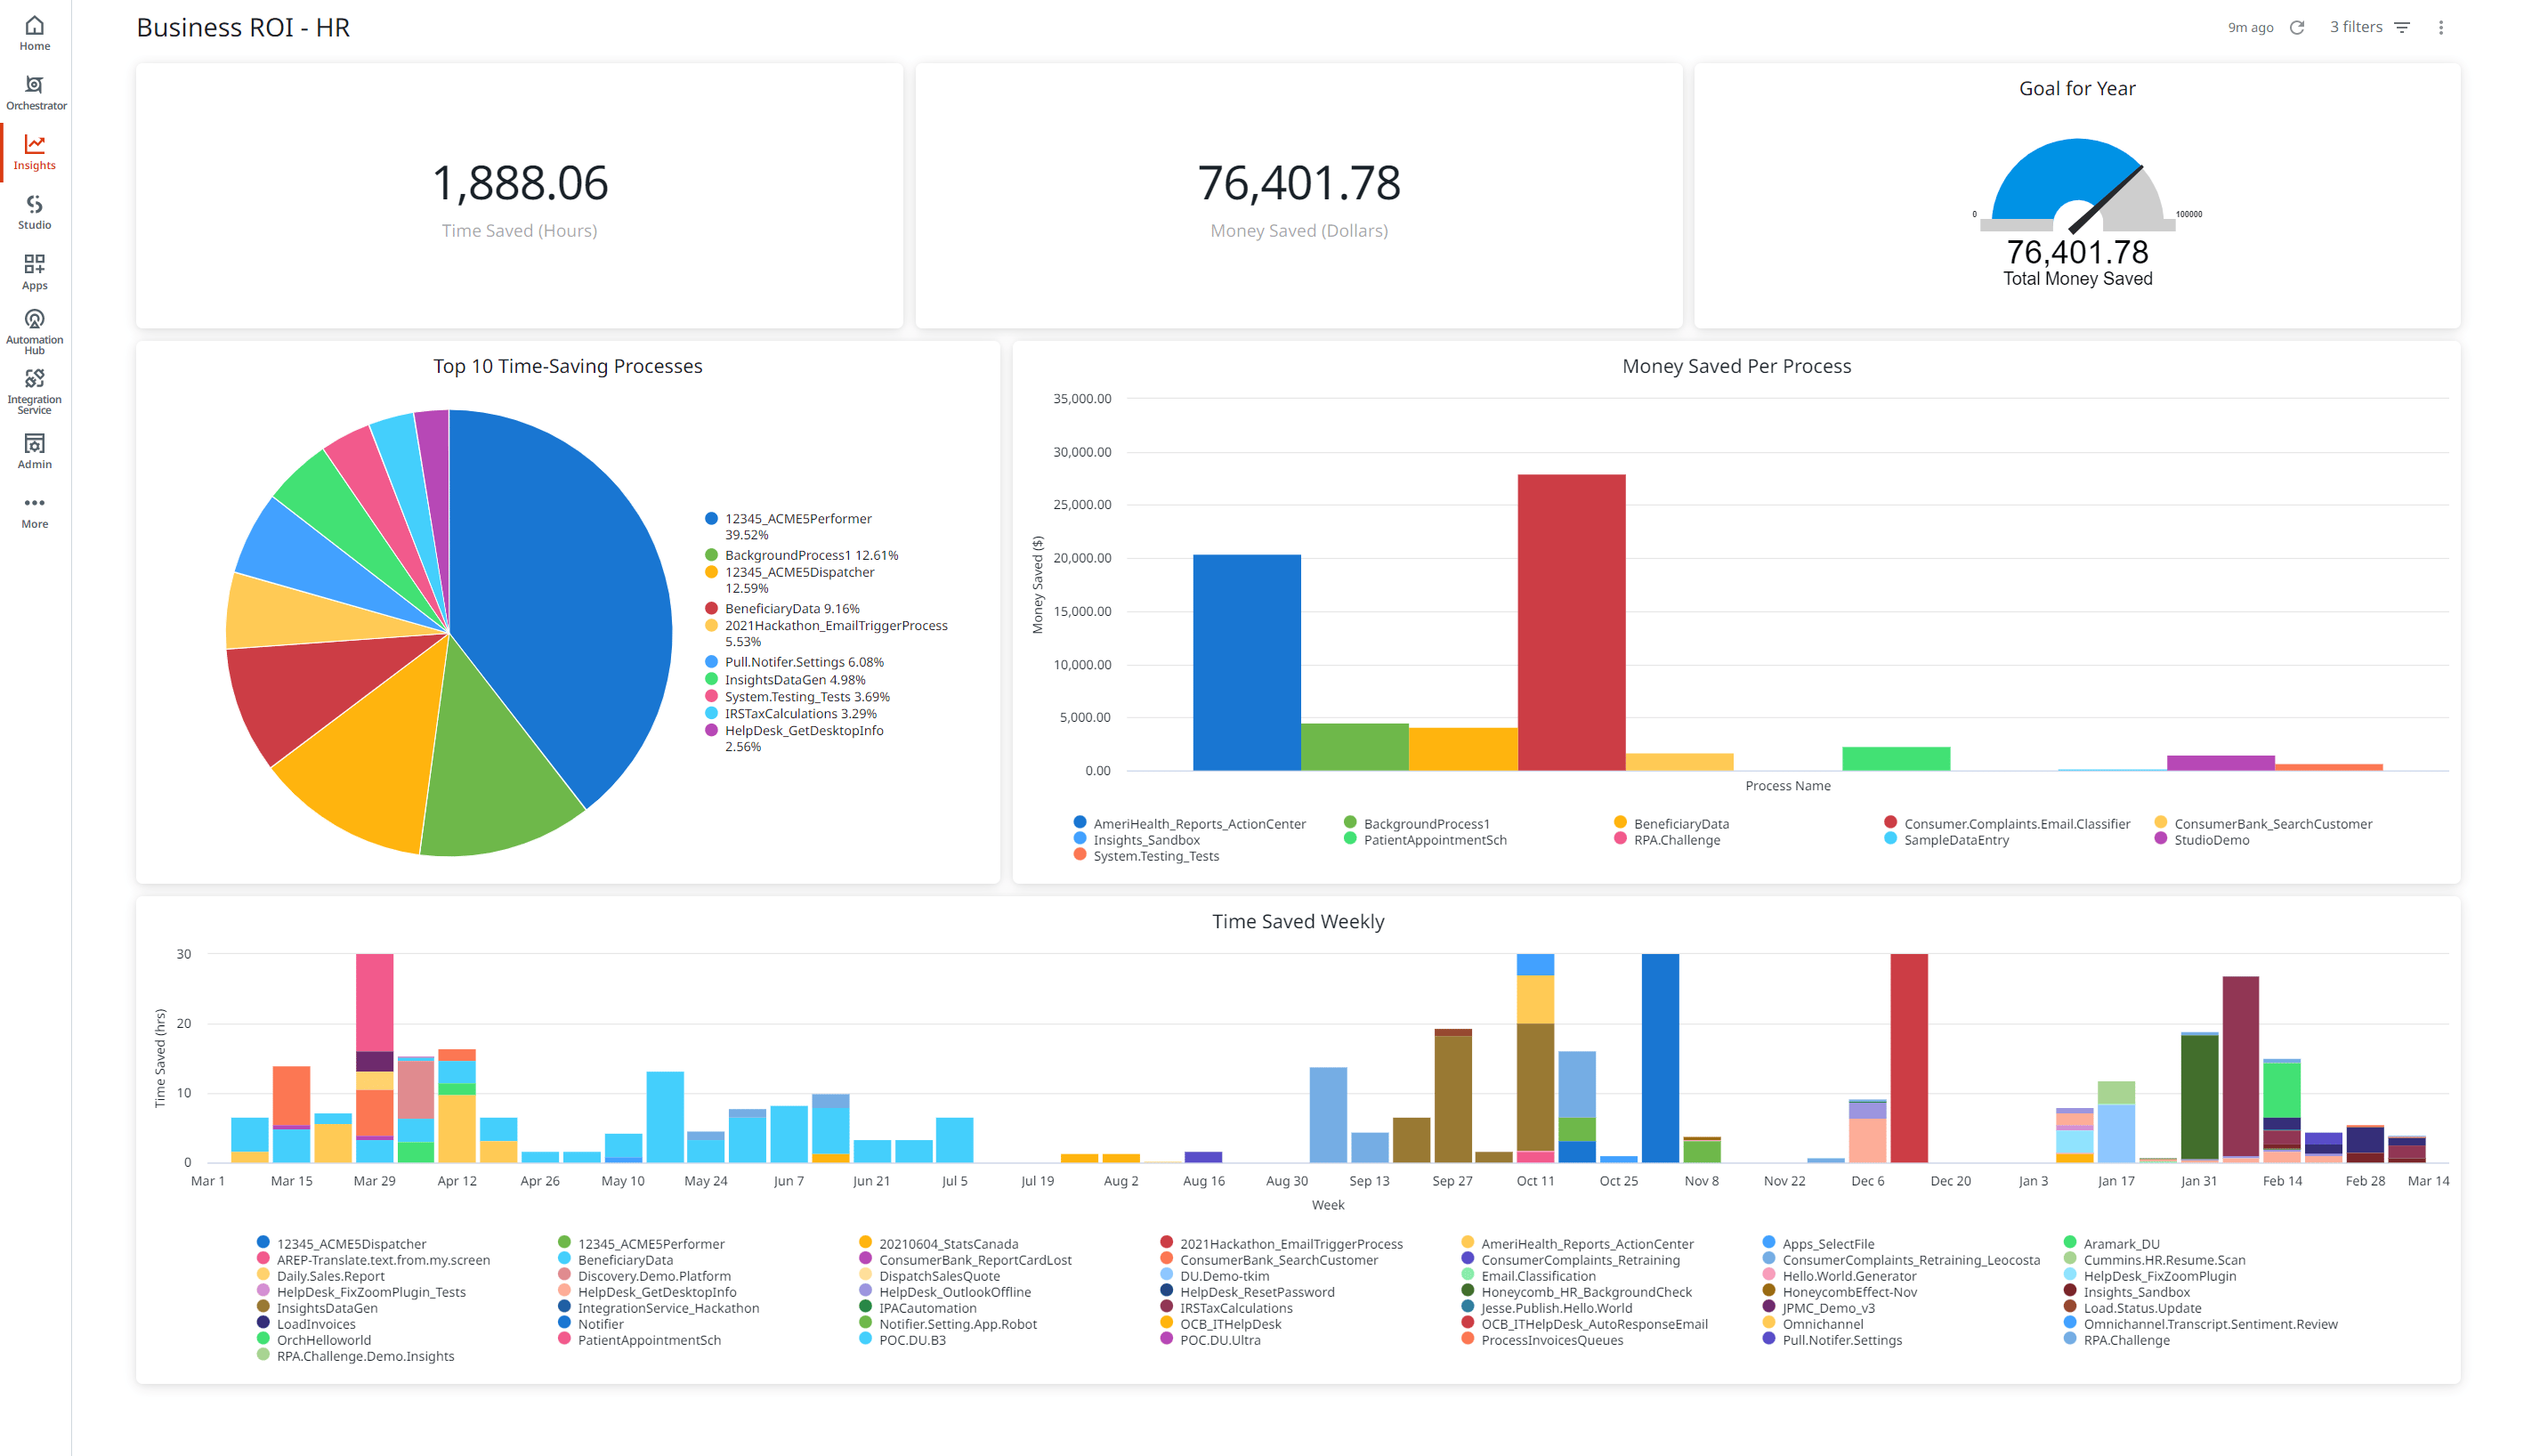 Home
Orchestrator
Insights
Studio
Apps
Automation
Hub
Integration
Service
Admin
More
Business ROI - HR
9m ago
3 filters
1,888.06
Time Saved (Hours)
76,401.78
Money Saved (Dollars)
Goal for Year
0
100000
76,401.78
Total Money Saved
Top 10 Time-Saving Processes
12345_ACME5Performer
39.52%
BackgroundProcess1 12.61%
12345_ACME5Dispatcher
12.59%
BeneficiaryData 9.16%
2021Hackathon_EmailTriggerProcess
5.53%
Pull.Notifer.Settings 6.08%
InsightsDataGen 4.98%
System.Testing_Tests 3.69%
IRSTaxCalculations 3.29%
HelpDesk_GetDesktopInfo
2.56%
Money Saved Per Process
35,000.00
30,000.00
25,000.00
20,000.00
15,000.00
10,000.00
5,000.00
0.00
Money Saved ($)
Process Name
AmeriHealth_Reports_ActionCenter BackgroundProcess1 BeneficiaryData Consumer.Complaints.Email.Classifier ConsumerBank_SearchCustomer
Insights_Sandbox PatientAppointmentSch RPA.Challenge SampleDataEntry StudioDemo
System.Testing_Tests
Time Saved Weekly
30
20
10
0
Time Saved (hrs)
Mar 1 Mar 15 Mar 29 Apr 12 Apr 26 May 10 May 24 Jun 7 Jun 21 Jul 5 Jul 19 Aug 2 Aug 16 Aug 30 Sep 13 Sep 27 Oct 11 Oct 25 Nov 8 Nov 22 Dec 6 Dec 20 Jan 3 Jan 17 Jan 31 Feb 14 Feb 28 Mar 14
Week
12345_ACME5Dispatcher 12345_ACME5Performer 20210604_StatsCanada 2021Hackathon_EmailTriggerProcess AmeriHealth_Reports_ActionCenter Apps_SelectFile Aramark_DU
AREP-Translate.text.from.my.screen BeneficiaryData ConsumerBank_ReportCardLost ConsumerBank_SearchCustomer ConsumerComplaints_Retraining ConsumerComplaints_Retraining_Leocosta Cummins.HR.Resume.Scan
Daily.Sales.Report Discovery.Demo.Platform DispatchSalesQuote DU.Demo-tkim Email.Classification Hello.World.Generator HelpDesk_FixZoomPlugin
HelpDesk_FixZoomPlugin_Tests HelpDesk_GetDesktopInfo HelpDesk_OutlookOffline HelpDesk_ResetPassword Honeycomb_HR_BackgroundCheck HoneycombEffect-Nov Insights_Sandbox
InsightsDataGen IntegrationService_Hackathon IPACautomation IRSTaxCalculations Jesse.Publish.Hello.World JPMC_Demo_v3 Load.Status.Update
LoadInvoices Notifier Notifier.Setting.App.Robot OCB_ITHelpDesk OCB_ITHelpDesk_AutoResponseEmail Omnichannel Omnichannel.Transcript.Sentiment.Review
OrchHelloworld PatientAppointmentSch POC.DU.B3 POC.DU.Ultra ProcessInvoicesQueues Pull.Notifer.Settings RPA.Challenge
RPA.Challenge.Demo.Insights